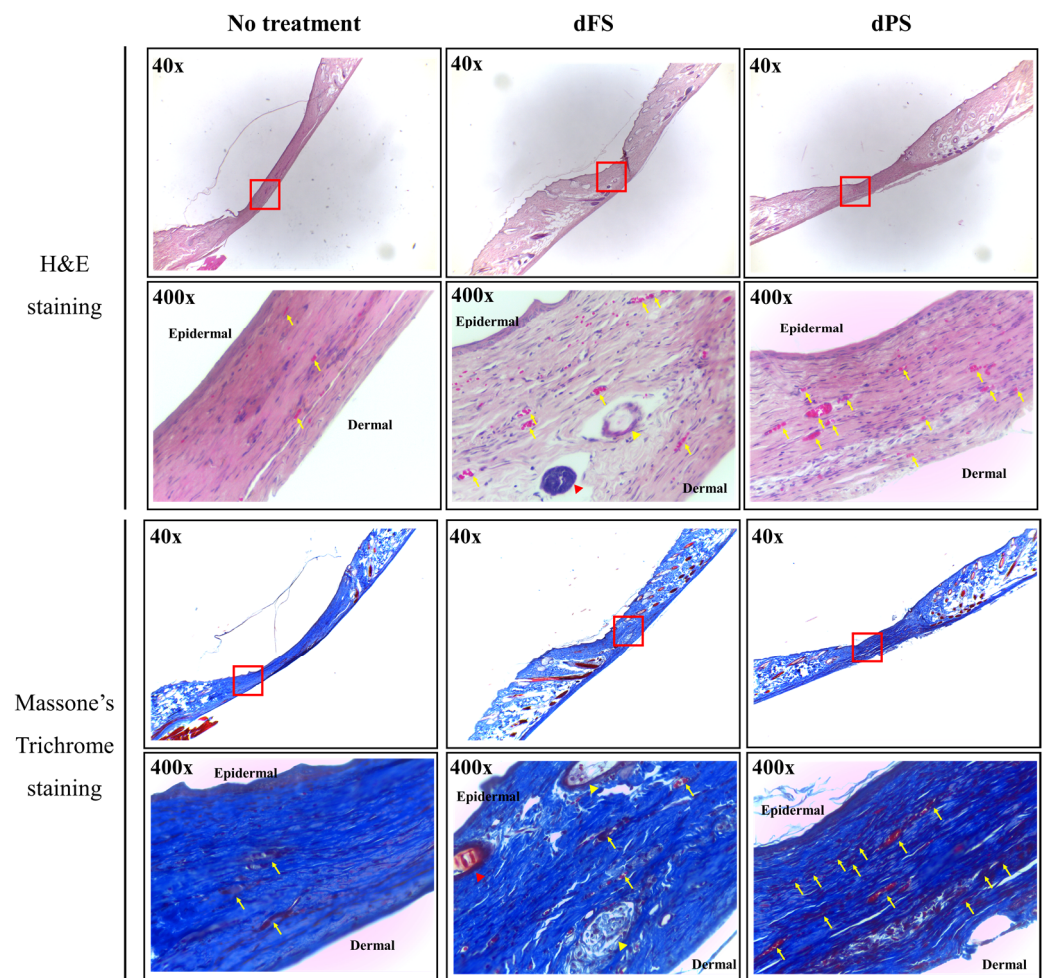 No treatment
dFS
dPS
H&E
staining
40x
40x
40x
400x
Epidermal
Dermal
400x
Epidermal
Dermal
400x
Epidermal
Dermal
Massone’s
Trichrome
staining
40x
40x
40x
400x
Epidermal
Dermal
400x
Epidermal
Dermal
400x
Epidermal
Dermal